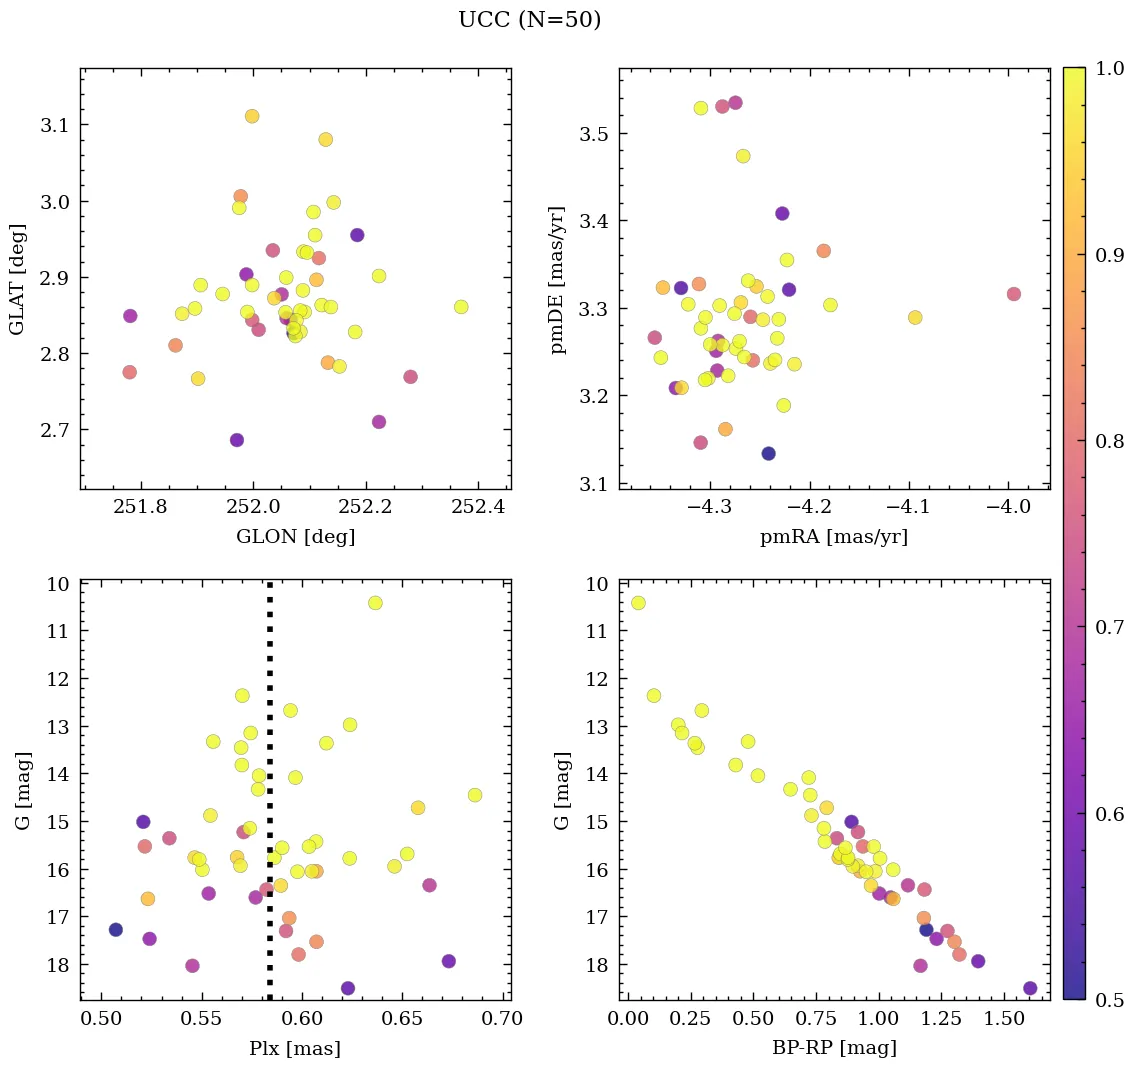 UCC (N=50)
3.1
3.0
2.9
2.8
2.7
GLAT [deg]
251.8 252.0 252.2 252.4
GLON [deg]
3.5
3.4
3.3
3.2
3.1
pmDE [mas/yr]
−4.3 −4.2 −4.1 −4.0
pmRA [mas/yr]
1.0
0.9
0.8
0.7
0.6
0.5
10
11
12
13
14
15
16
17
18
G [mag]
0.50 0.55 0.60 0.65 0.70
Plx [mas]
10
11
12
13
14
15
16
17
18
G [mag]
0.00 0.25 0.50 0.75 1.00 1.25 1.50
BP-RP [mag]